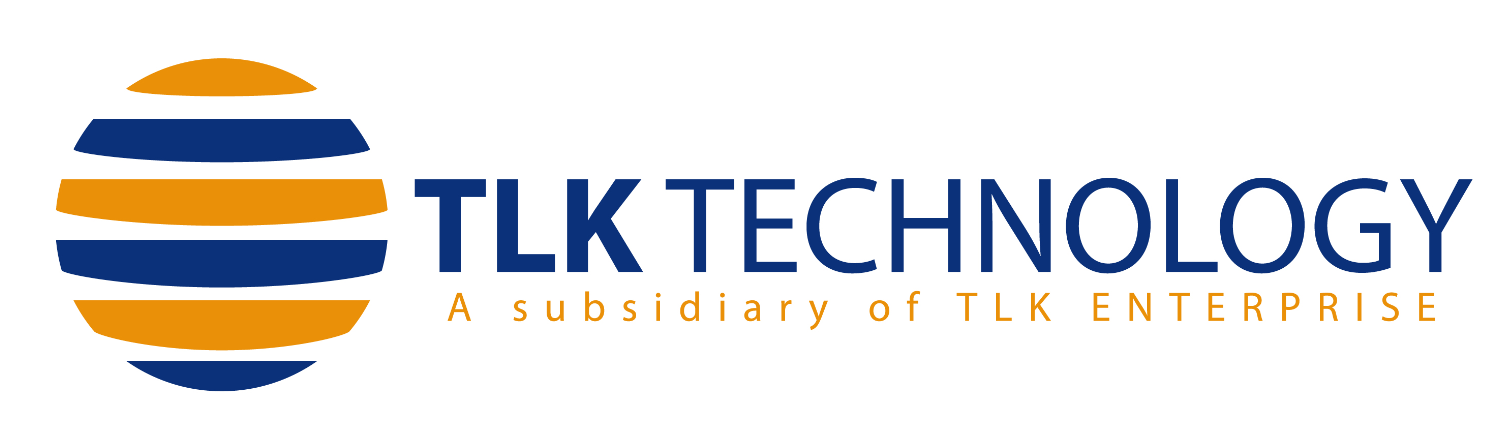 TLK TECHNOLOGY
A subsidiary of TLK ENTERPRISE